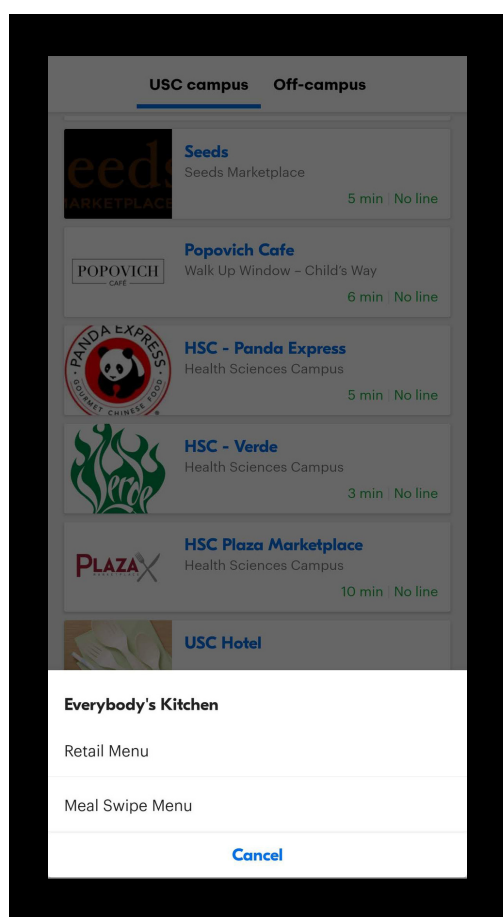 USC campus Off-campus
eeds
MARKETPLACE
Seeds
Seeds Marketplace
5 min | No line
POPOVICH
CAFÉ
Popovich Cafe
Walk Up Window – Child's Way
6 min | No line
PANDA EXPRESS
GOURMET CHINESE FOOD
HSC - Panda Express
Health Sciences Campus
5 min | No line
Verde
HSC - Verde
Health Sciences Campus
3 min | No line
PLAZA
MARKETPLACE
HSC Plaza Marketplace
Health Sciences Campus
10 min | No line
USC Hotel
Everybody's Kitchen
Retail Menu
Meal Swipe Menu
Cancel